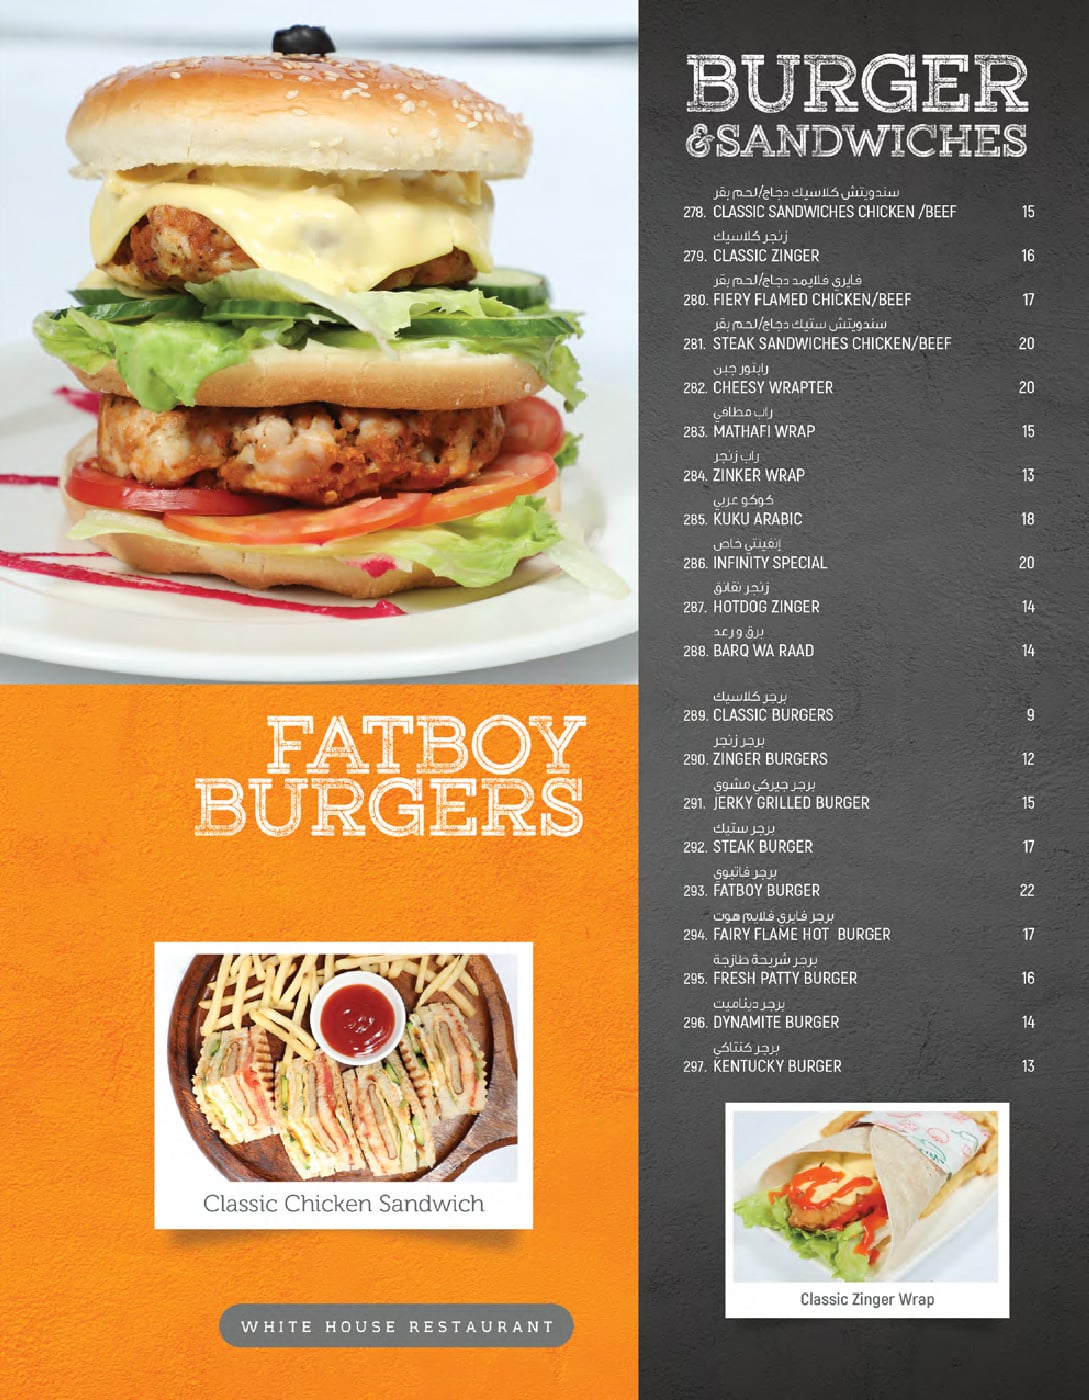 BURGER
&SANDWICHES
سندويتش كلاسيك دجاج/لحم بقر
278. CLASSIC SANDWICHES CHICKEN /BEEF 15
زنجر كلاسيك
279. CLASSIC ZINGER 16
فايري فلايمد دجاج/لحم بقر
280. FIERY FLAMED CHICKEN/BEEF 17
سندويتش ستيك دجاج/لحم بقر
281. STEAK SANDWICHES CHICKEN/BEEF 20
رابتور جبن
282. CHEESY WRAPTER 20
راب مطافي
283. MATHAFI WRAP 15
راب زنجر
284. ZINKER WRAP 13
كوكو عربي
285. KUKU ARABIC 18
إنفينتي خاص
286. INFINITY SPECIAL 20
زنجر نقانق
287. HOTDOG ZINGER 14
برق ورعد
288. BARQ WA RAAD 14
برجر كلاسيك
289. CLASSIC BURGERS 9
برجر زنجر
290. ZINGER BURGERS 12
برجر جيركي مشوي
291. JERKY GRILLED BURGER 15
برجر ستيك
292. STEAK BURGER 17
برجر فاتبوي
293. FATBOY BURGER 22
برجر فايري فلايم هوت
294. FAIRY FLAME HOT BURGER 17
برجر شريحة طازجة
295. FRESH PATTY BURGER 16
برجر ديناميت
296. DYNAMITE BURGER 14
برجر كنتاكي
297. KENTUCKY BURGER 13
FATBOY
BURGERS
Classic Chicken Sandwich
Classic Zinger Wrap
WHITE HOUSE RESTAURANT